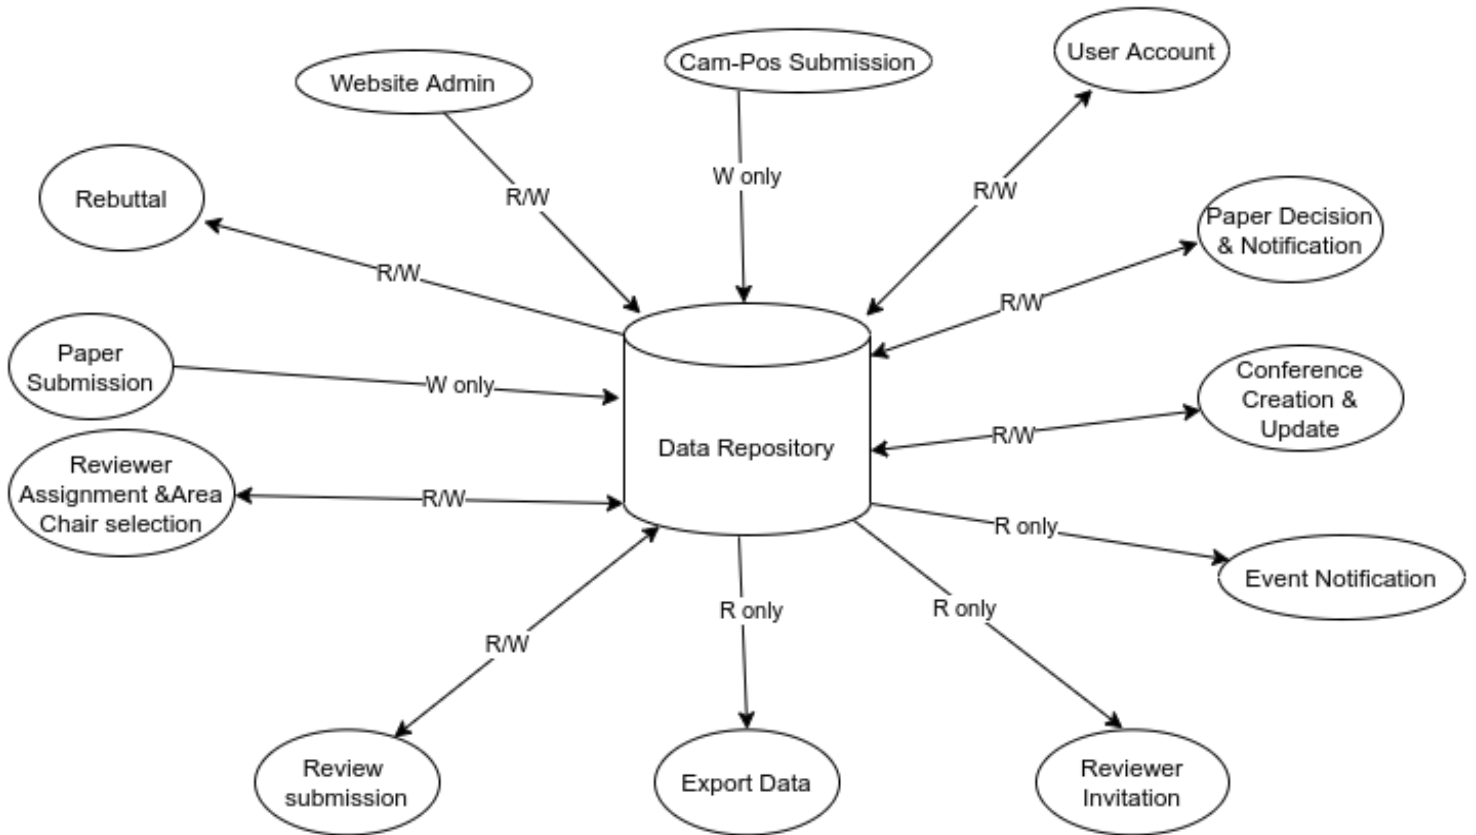 Website Admin
Cam-Pos Submission
User Account
R/W
W only
R/W
Rebuttal
Paper Decision
& Notification
R/W
R/W
Paper
Submission
W only
Conference
Creation &
Update
R/W
Data Repository
Reviewer
Assignment &Area
Chair selection
R/W
R only
Event Notification
R/W
R only
R only
Review
submission
Export Data
Reviewer
Invitation